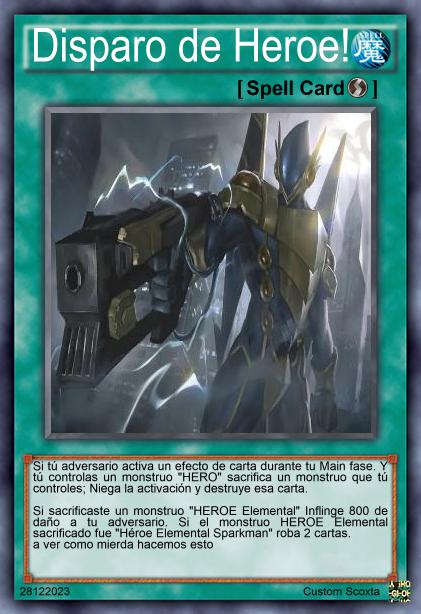 Disparo de Heroe!
SPELL
魔
[ Spell Card ]
Si tú adversario activa un efecto de carta durante tu Main fase. Y
tú controlas un monstruo "HERO" sacrifica un monstruo que tú
controles; Niega la activación y destruye esa carta.
Si sacrificaste un monstruo "HEROE Elemental" Inflinge 800 de
daño a tu adversario. Si el monstruo HEROE Elemental
sacrificado fue "Héroe Elemental Sparkman" roba 2 cartas.
a ver como mierda hacemos esto
28122023
Custom Scoxta